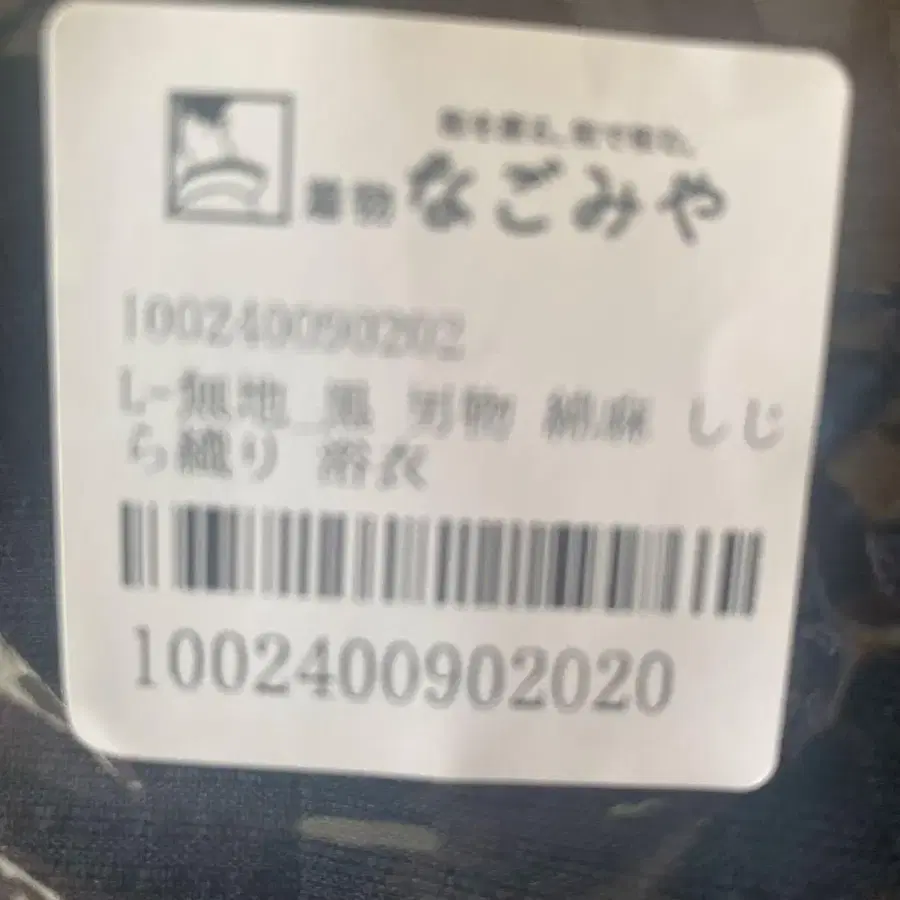 着物 なごみや
100240090202
L-無地_黒 男物 綿麻 しじ
ら織り 浴衣
1002400902020